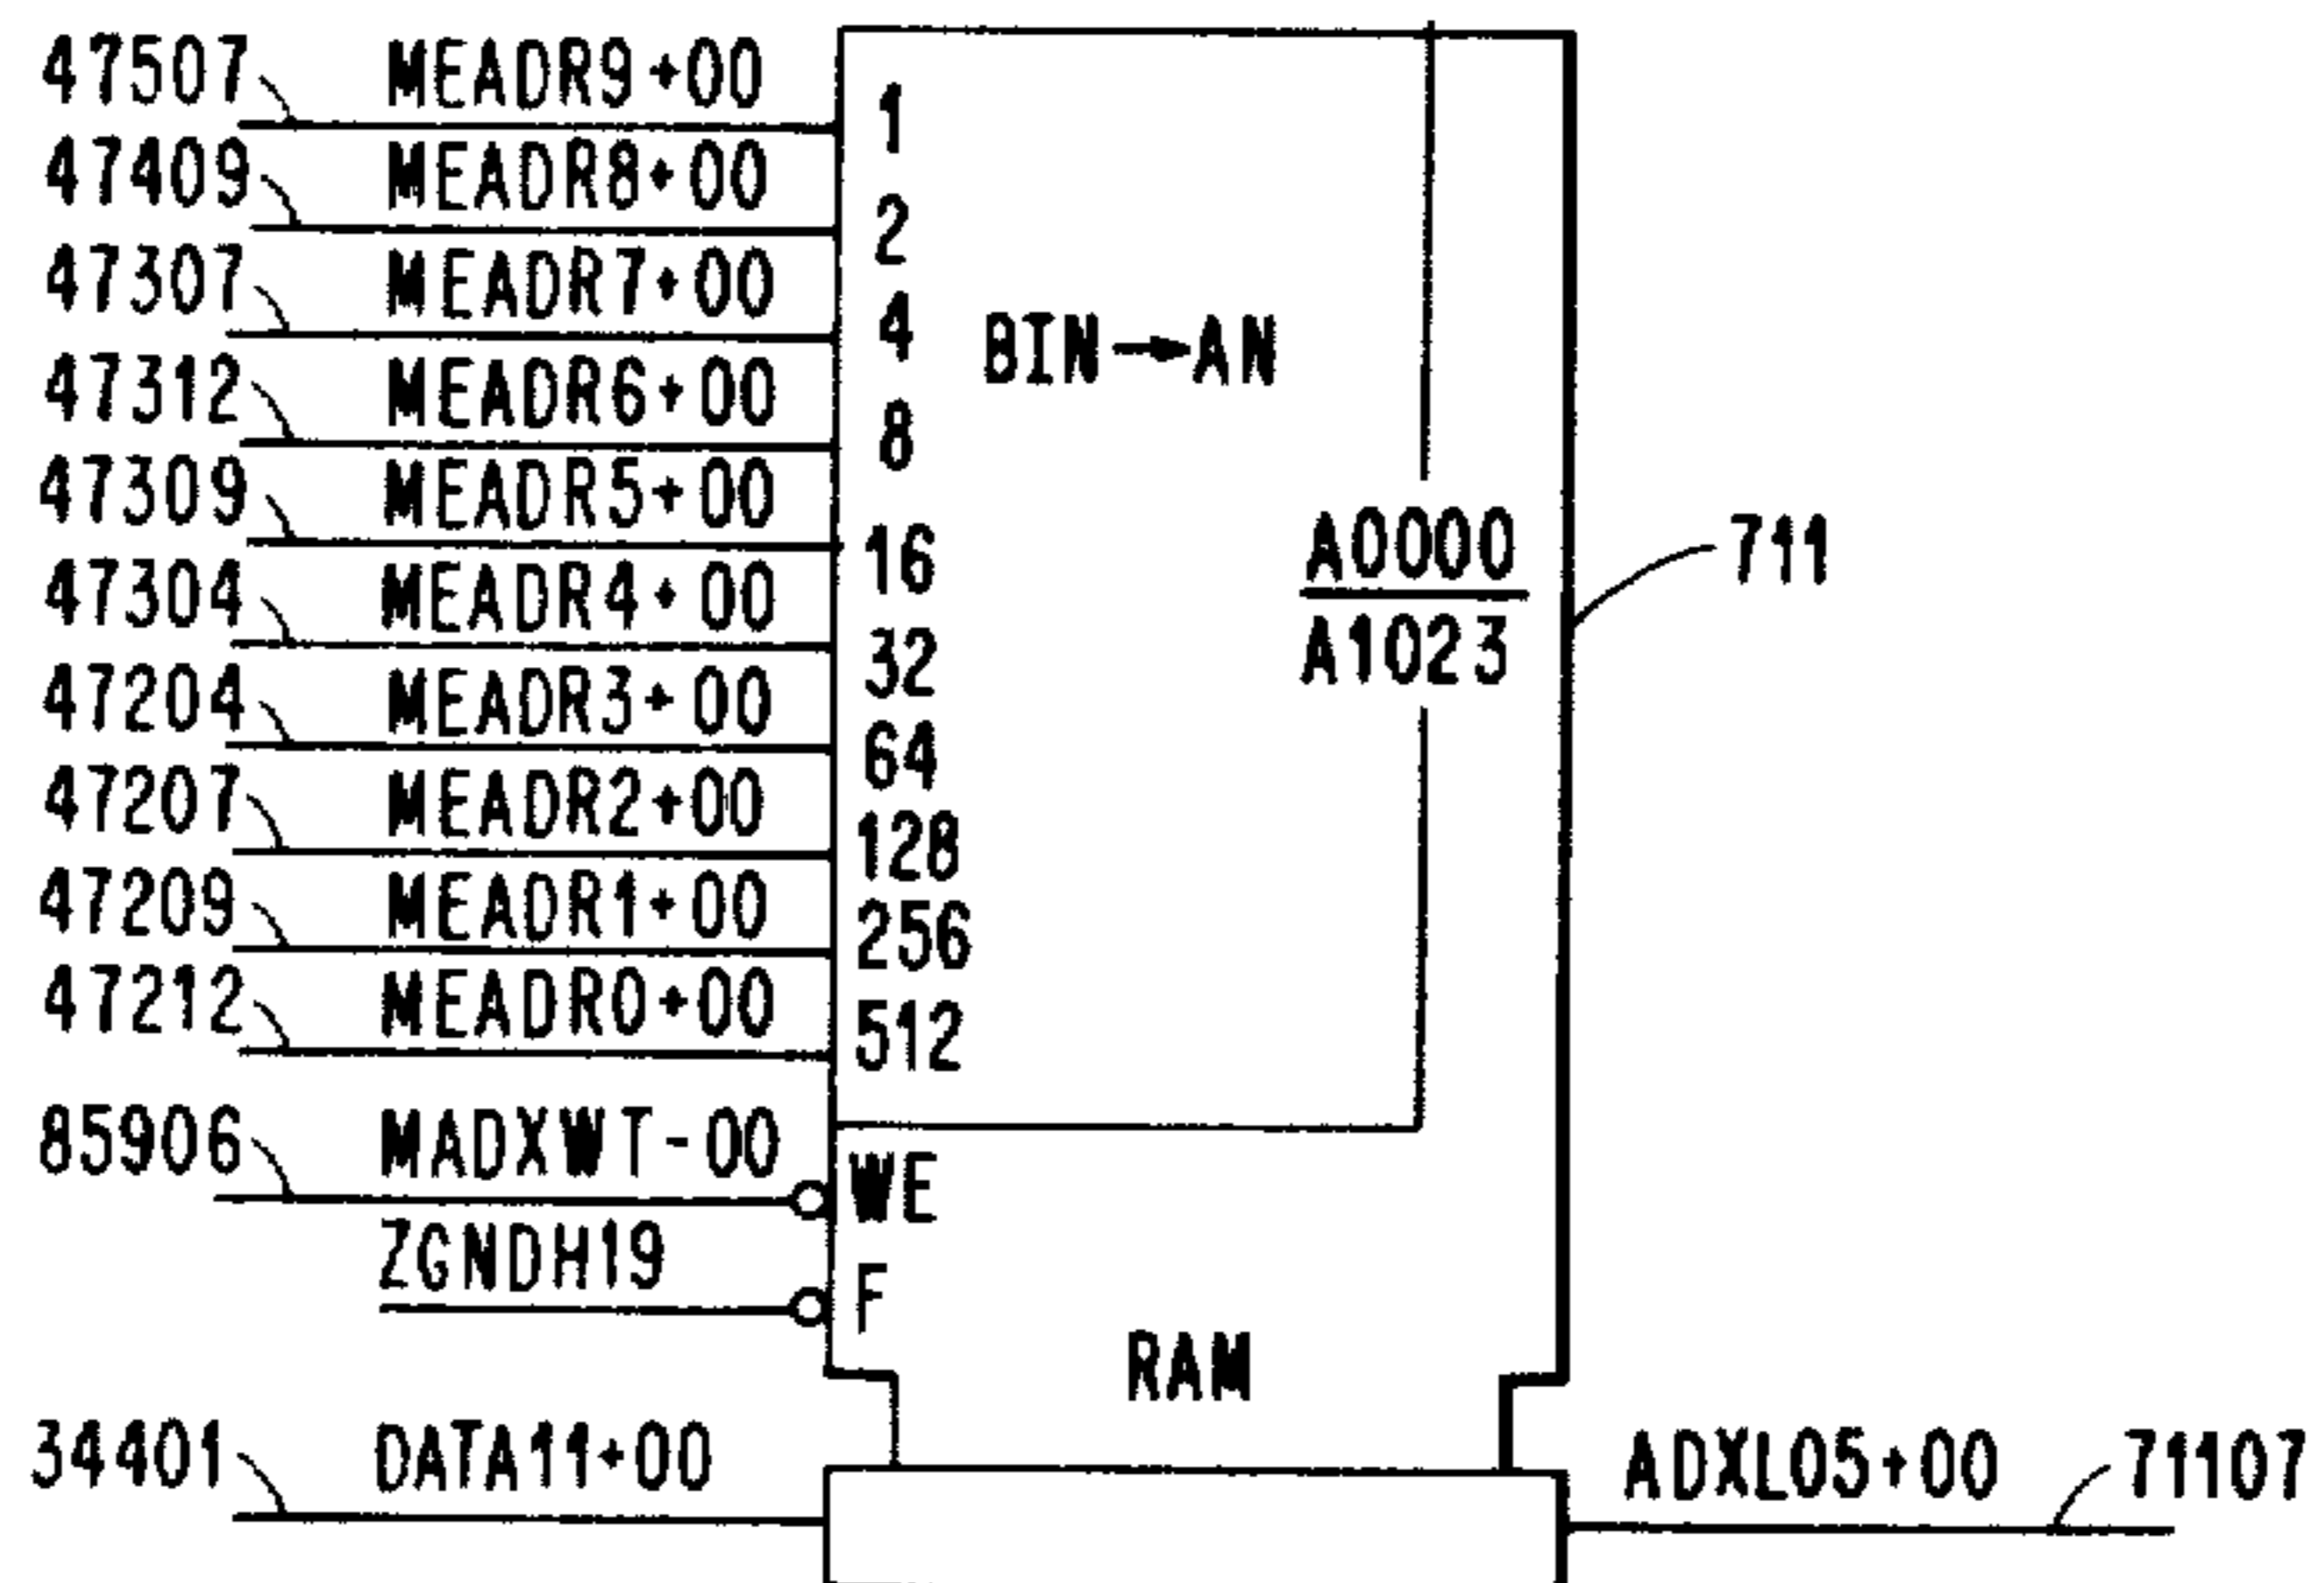 47507 MEADR9+00 1
47409 MEADR8+00 2
47307 MEADR7+00 4
BIN→AN
47312 MEADR6+00 8
47309 MEADR5+00 16
A0000
711
47304 MEADR4+00 32
A1023
47204 MEADR3+00 64
47207 MEADR2+00 128
47209 MEADR1+00 256
47212 MEADR0+00 512
85906 MADXWT-00 WE
ZGNDH19 F
RAM
34401 DATA11+00
ADXL05+00 71107